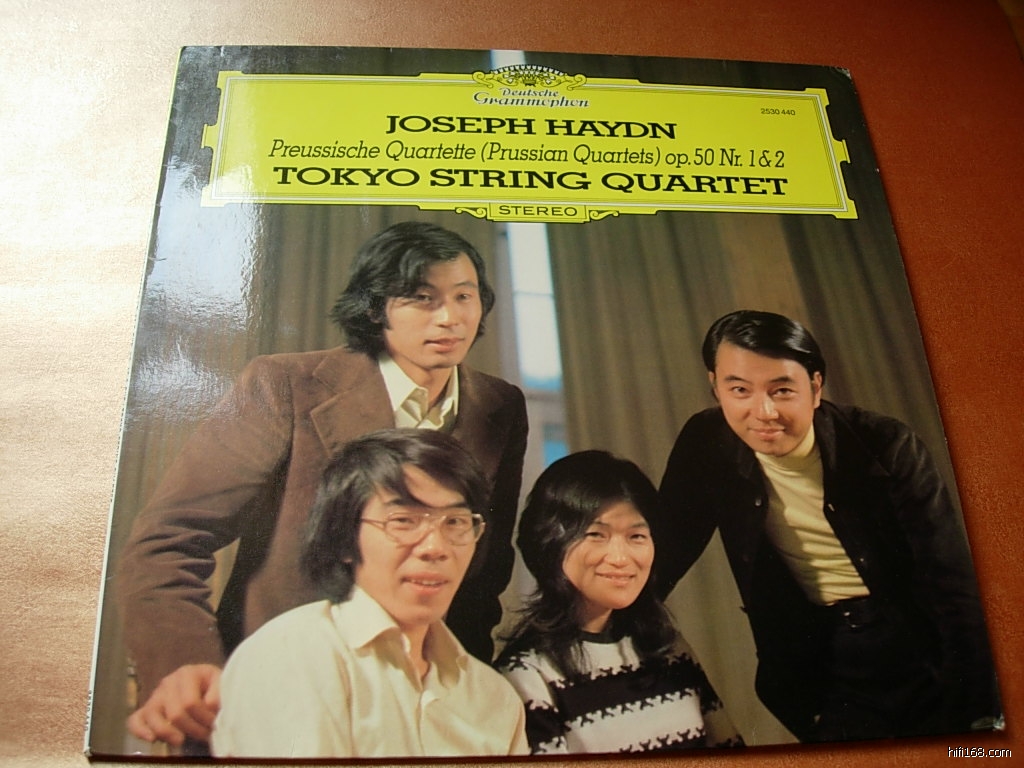 Deutsche
Grammophon
2530 440
JOSEPH HAYDN
Preussische Quartette (Prussian Quartets) op. 50 Nr. 1 & 2
TOKYO STRING QUARTET
STEREO
hifi168.com